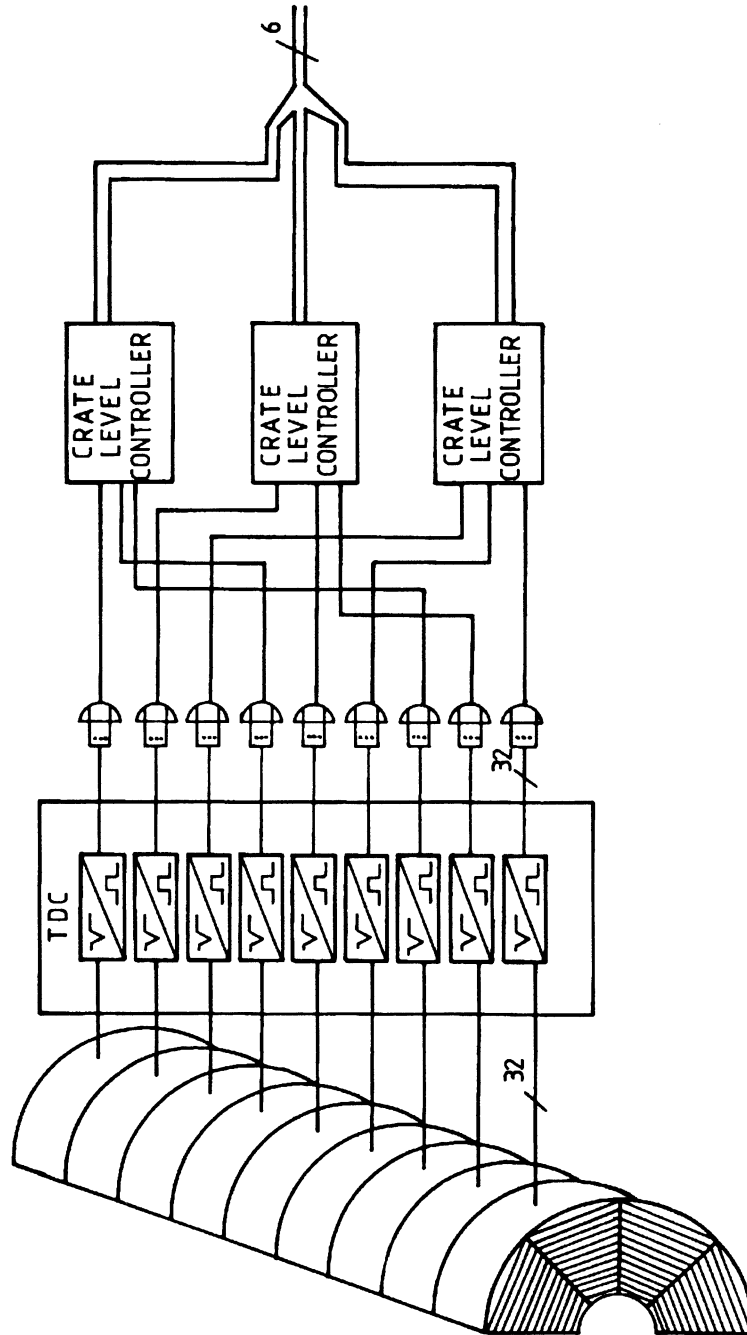 6
CRATE
LEVEL
CONTROLLER
CRATE
LEVEL
CONTROLLER
CRATE
LEVEL
CONTROLLER
32
TDC
32